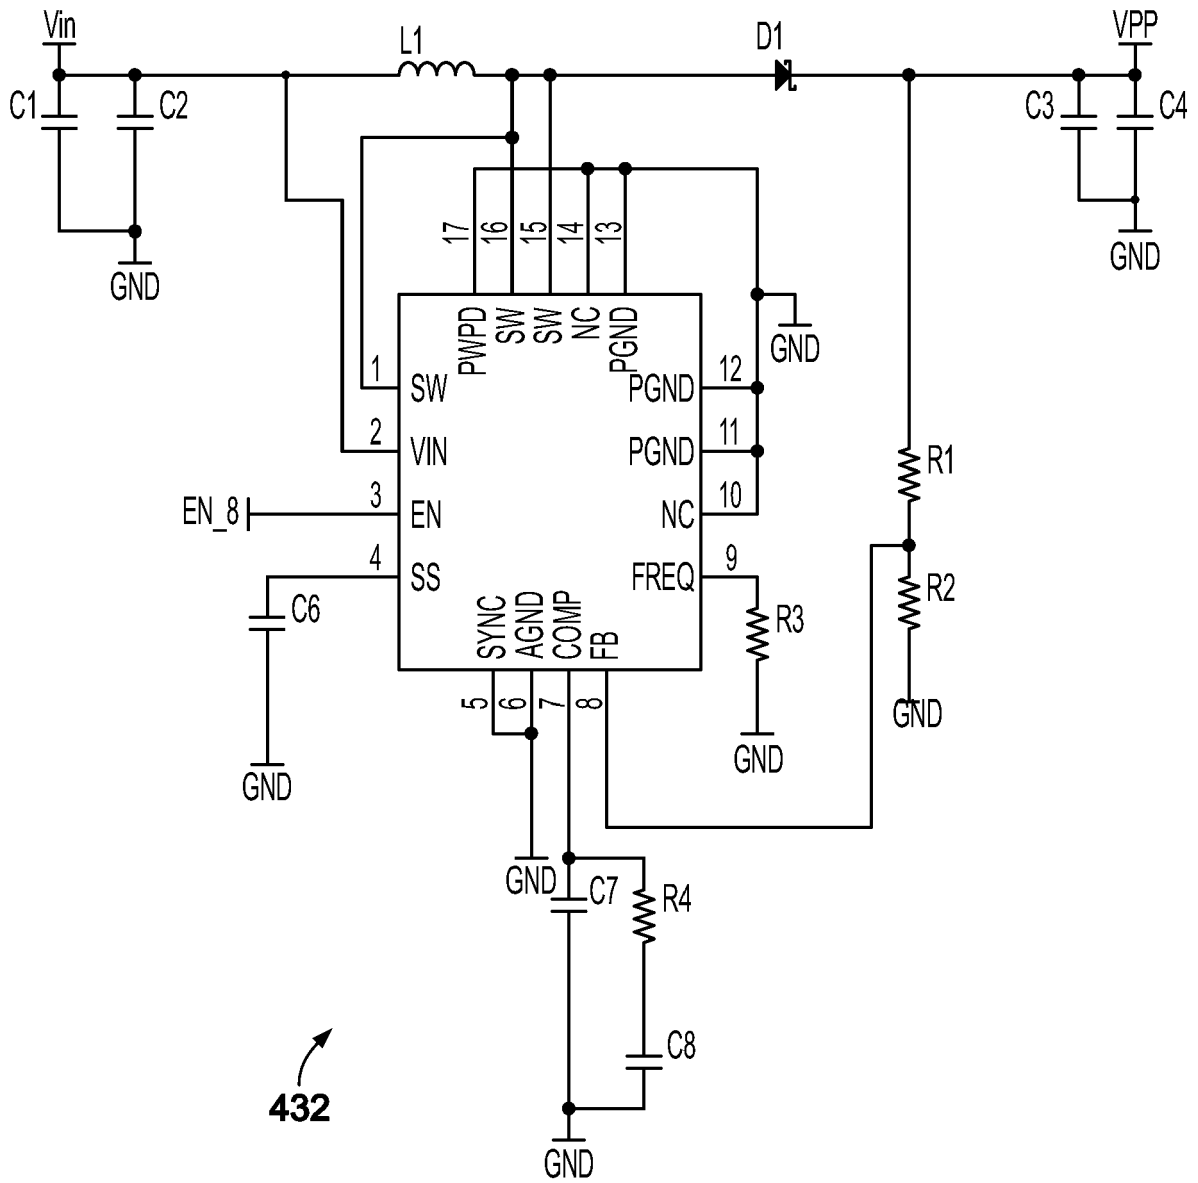 Vin
L1
D1
VPP
C1
C2
C3
C4
GND
GND
17
16
15
14
13
PWPD
SW
SW
NC
PGND
GND
1
SW
PGND
12
2
VIN
PGND
11
R1
EN_8
3
EN
NC
10
4
SS
FREQ
9
C6
SYNC
AGND
COMP
FB
R3
R2
5
6
7
8
GND
GND
GND
GND
C7
R4
C8
432
GND